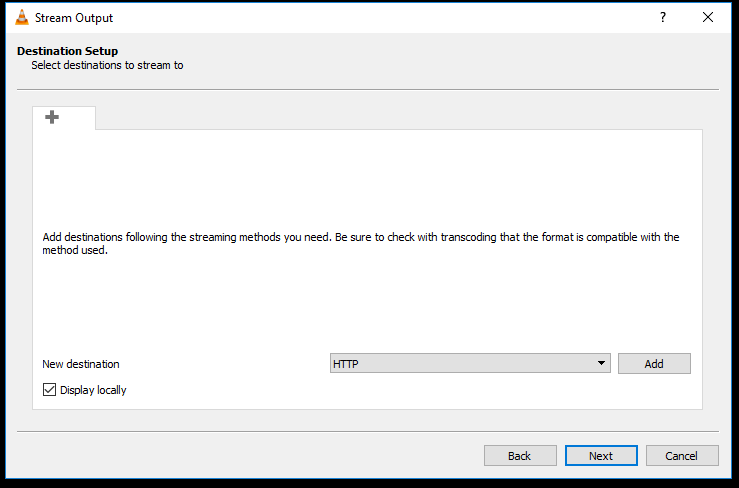 Stream Output
?
Destination Setup
Select destinations to stream to
Add destinations following the streaming methods you need. Be sure to check with transcoding that the format is compatible with the
method used.
New destination HTTP Add
Display locally
Back Next Cancel